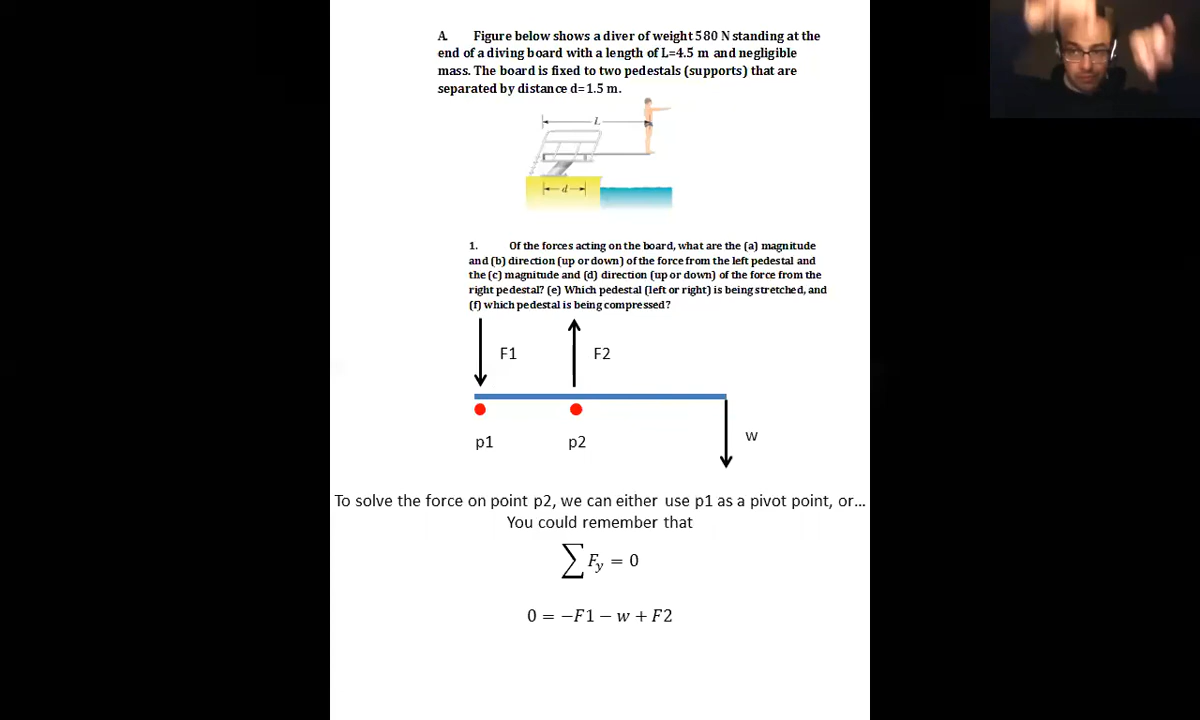 A. Figure below shows a diver of weight 580 N standing at the
end of a diving board with a length of L=4.5 m and negligible
mass. The board is fixed to two pedestals (supports) that are
separated by distance d=1.5 m.
L
d
1. Of the forces acting on the board, what are the (a) magnitude
and (b) direction (up or down) of the force from the left pedestal and
the (c) magnitude and (d) direction (up or down) of the force from the
right pedestal? (e) Which pedestal (left or right) is being stretched, and
(f) which pedestal is being compressed?
F1 F2
p1 p2 w
To solve the force on point p2, we can either use p1 as a pivot point, or...
You could remember that
∑ Fy = 0
0 = −F1 − w + F2